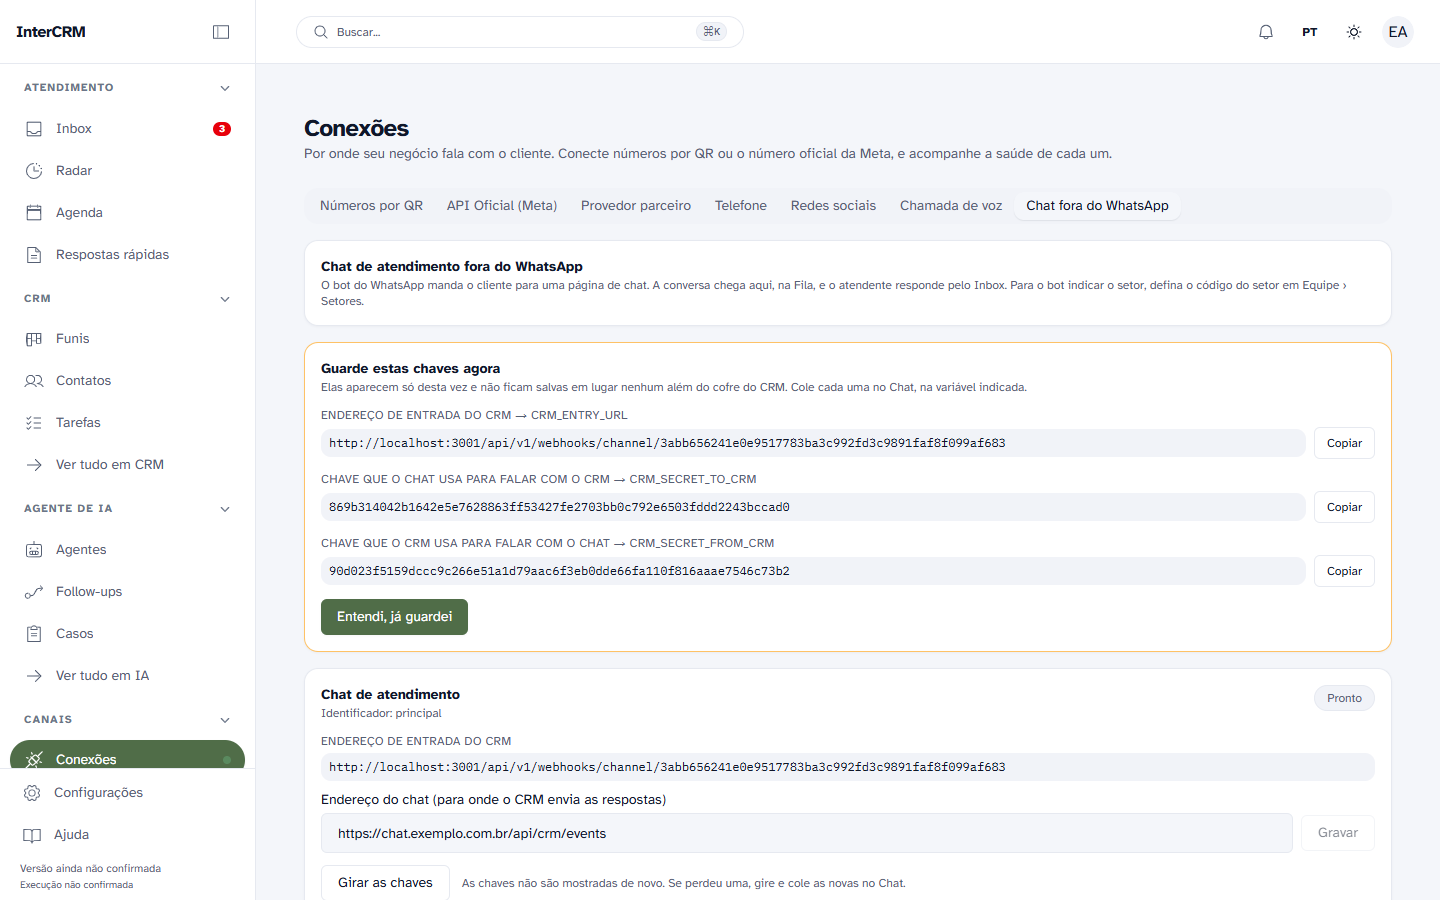 InterCRM
Buscar...
⌘K
PT
EA
ATENDIMENTO
Inbox
3
Radar
Agenda
Respostas rápidas
CRM
Funis
Contatos
Tarefas
Ver tudo em CRM
AGENTE DE IA
Agentes
Follow-ups
Casos
Ver tudo em IA
CANAIS
Conexões
Configurações
Ajuda
Versão ainda não confirmada
Execução não confirmada
Conexões
Por onde seu negócio fala com o cliente. Conecte números por QR ou o número oficial da Meta, e acompanhe a saúde de cada um.
Números por QR
API Oficial (Meta)
Provedor parceiro
Telefone
Redes sociais
Chamada de voz
Chat fora do WhatsApp
Chat de atendimento fora do WhatsApp
O bot do WhatsApp manda o cliente para uma página de chat. A conversa chega aqui, na Fila, e o atendente responde pelo Inbox. Para o bot indicar o setor, defina o código do setor em Equipe ›
Setores.
Guarde estas chaves agora
Elas aparecem só desta vez e não ficam salvas em lugar nenhum além do cofre do CRM. Cole cada uma no Chat, na variável indicada.
ENDEREÇO DE ENTRADA DO CRM → CRM_ENTRY_URL
http://localhost:3001/api/v1/webhooks/channel/3abb656241e0e9517783ba3c992fd3c9891faf8f099af683
Copiar
CHAVE QUE O CHAT USA PARA FALAR COM O CRM → CRM_SECRET_TO_CRM
869b314042b1642e5e7628863ff53427fe2703bb0c792e6503fddd2243bccad0
Copiar
CHAVE QUE O CRM USA PARA FALAR COM O CHAT → CRM_SECRET_FROM_CRM
90d023f5159dccc9c266e51a1d79aac6f3eb0dde66fa110f816aaae7546c73b2
Copiar
Entendi, já guardei
Chat de atendimento
Pronto
Identificador: principal
ENDEREÇO DE ENTRADA DO CRM
http://localhost:3001/api/v1/webhooks/channel/3abb656241e0e9517783ba3c992fd3c9891faf8f099af683
Endereço do chat (para onde o CRM envia as respostas)
https://chat.exemplo.com.br/api/crm/events
Gravar
Girar as chaves
As chaves não são mostradas de novo. Se perdeu uma, gire e cole as novas no Chat.